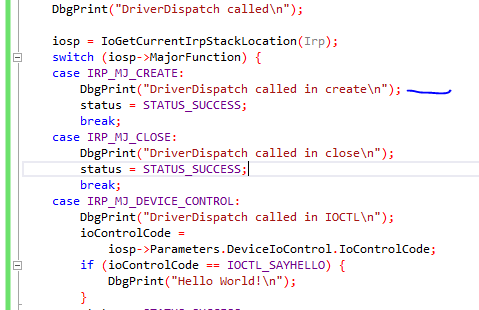 DbgPrint("DriverDispatch called\n");
iosp = IoGetCurrentIrpStackLocation(Irp);
switch (iosp->MajorFunction) {
case IRP_MJ_CREATE:
DbgPrint("DriverDispatch called in create\n");
status = STATUS_SUCCESS;
break;
case IRP_MJ_CLOSE:
DbgPrint("DriverDispatch called in close\n");
status = STATUS_SUCCESS;
break;
case IRP_MJ_DEVICE_CONTROL:
DbgPrint("DriverDispatch called in IOCTL\n");
ioControlCode =
iosp->Parameters.DeviceIoControl.IoControlCode;
if (ioControlCode == IOCTL_SAYHELLO) {
DbgPrint("Hello World!\n");
}